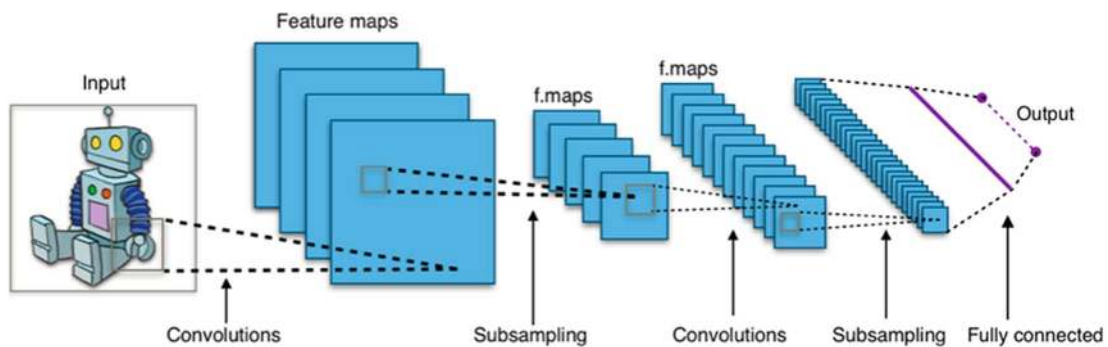 Feature maps
Input
f.maps
f.maps
Output
Convolutions
Subsampling
Convolutions
Subsampling
Fully connected